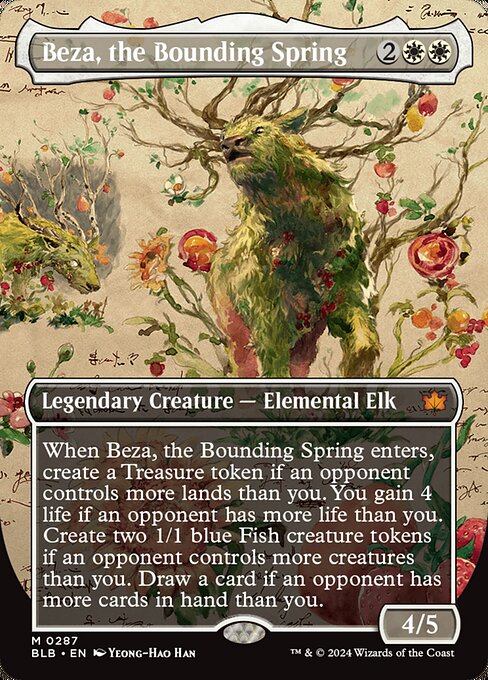 Beza, the Bounding Spring 2
Legendary Creature — Elemental Elk
When Beza, the Bounding Spring enters,
create a Treasure token if an opponent
controls more lands than you. You gain 4
life if an opponent has more life than you.
Create two 1/1 blue Fish creature tokens
if an opponent controls more creatures
than you. Draw a card if an opponent has
more cards in hand than you.
4/5
M 0287
BLB • EN Yeong-Hao Han
™ & © 2024 Wizards of the Coast